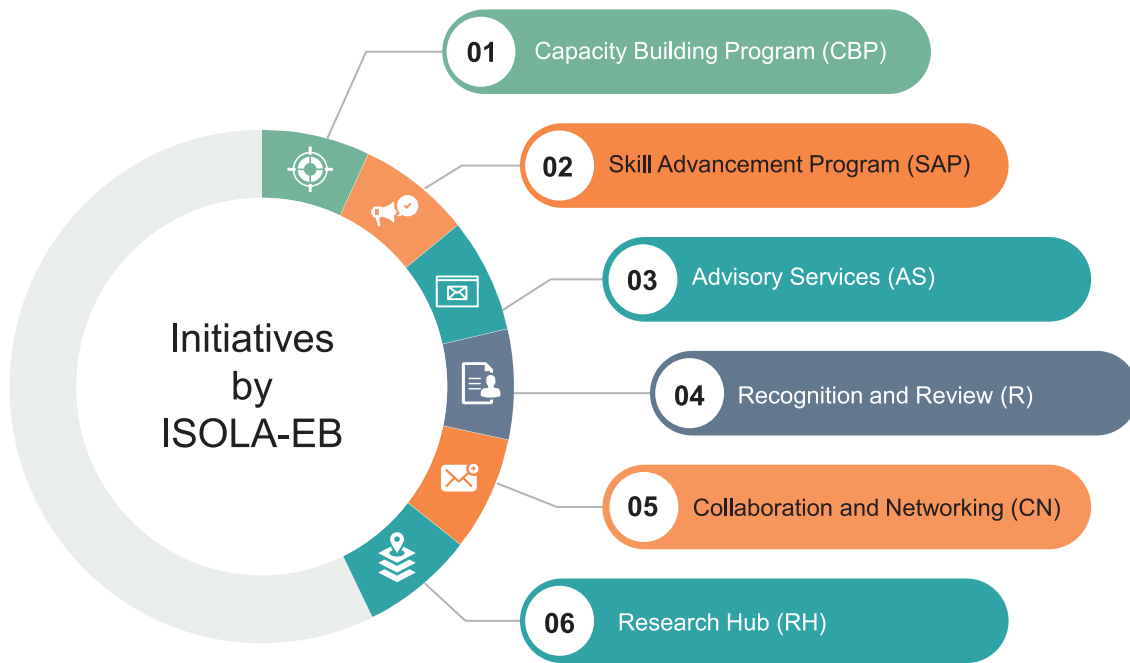 Initiatives
by
ISOLA-EB
01 Capacity Building Program (CBP)
02 Skill Advancement Program (SAP)
03 Advisory Services (AS)
04 Recognition and Review (R)
05 Collaboration and Networking (CN)
06 Research Hub (RH)